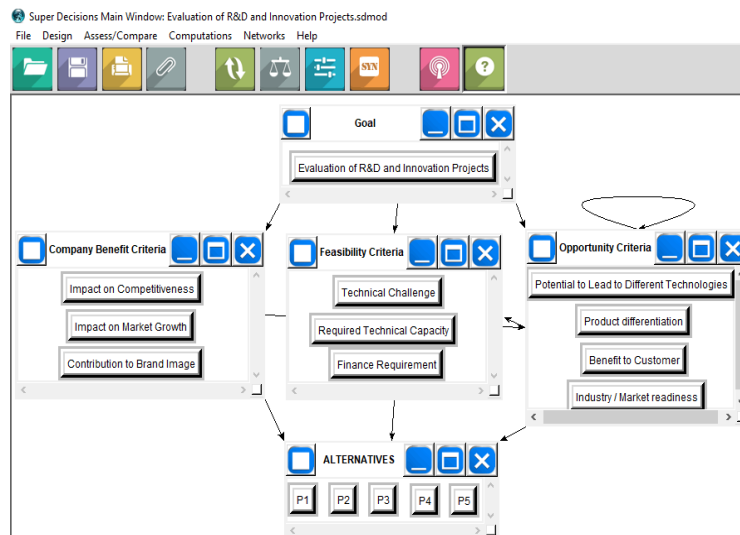 Super Decisions Main Window: Evaluation of R&D and Innovation Projects.sdmod
File Design Assess/Compare Computations Networks Help
SYN
Goal
Evaluation of R&D and Innovation Projects
Company Benefit Criteria
Impact on Competitiveness
Impact on Market Growth
Contribution to Brand Image
Feasibility Criteria
Technical Challenge
Required Technical Capacity
Finance Requirement
Opportunity Criteria
Potential to Lead to Different Technologies
Product differentiation
Benefit to Customer
Industry / Market readiness
ALTERNATIVES
P1 P2 P3 P4 P5